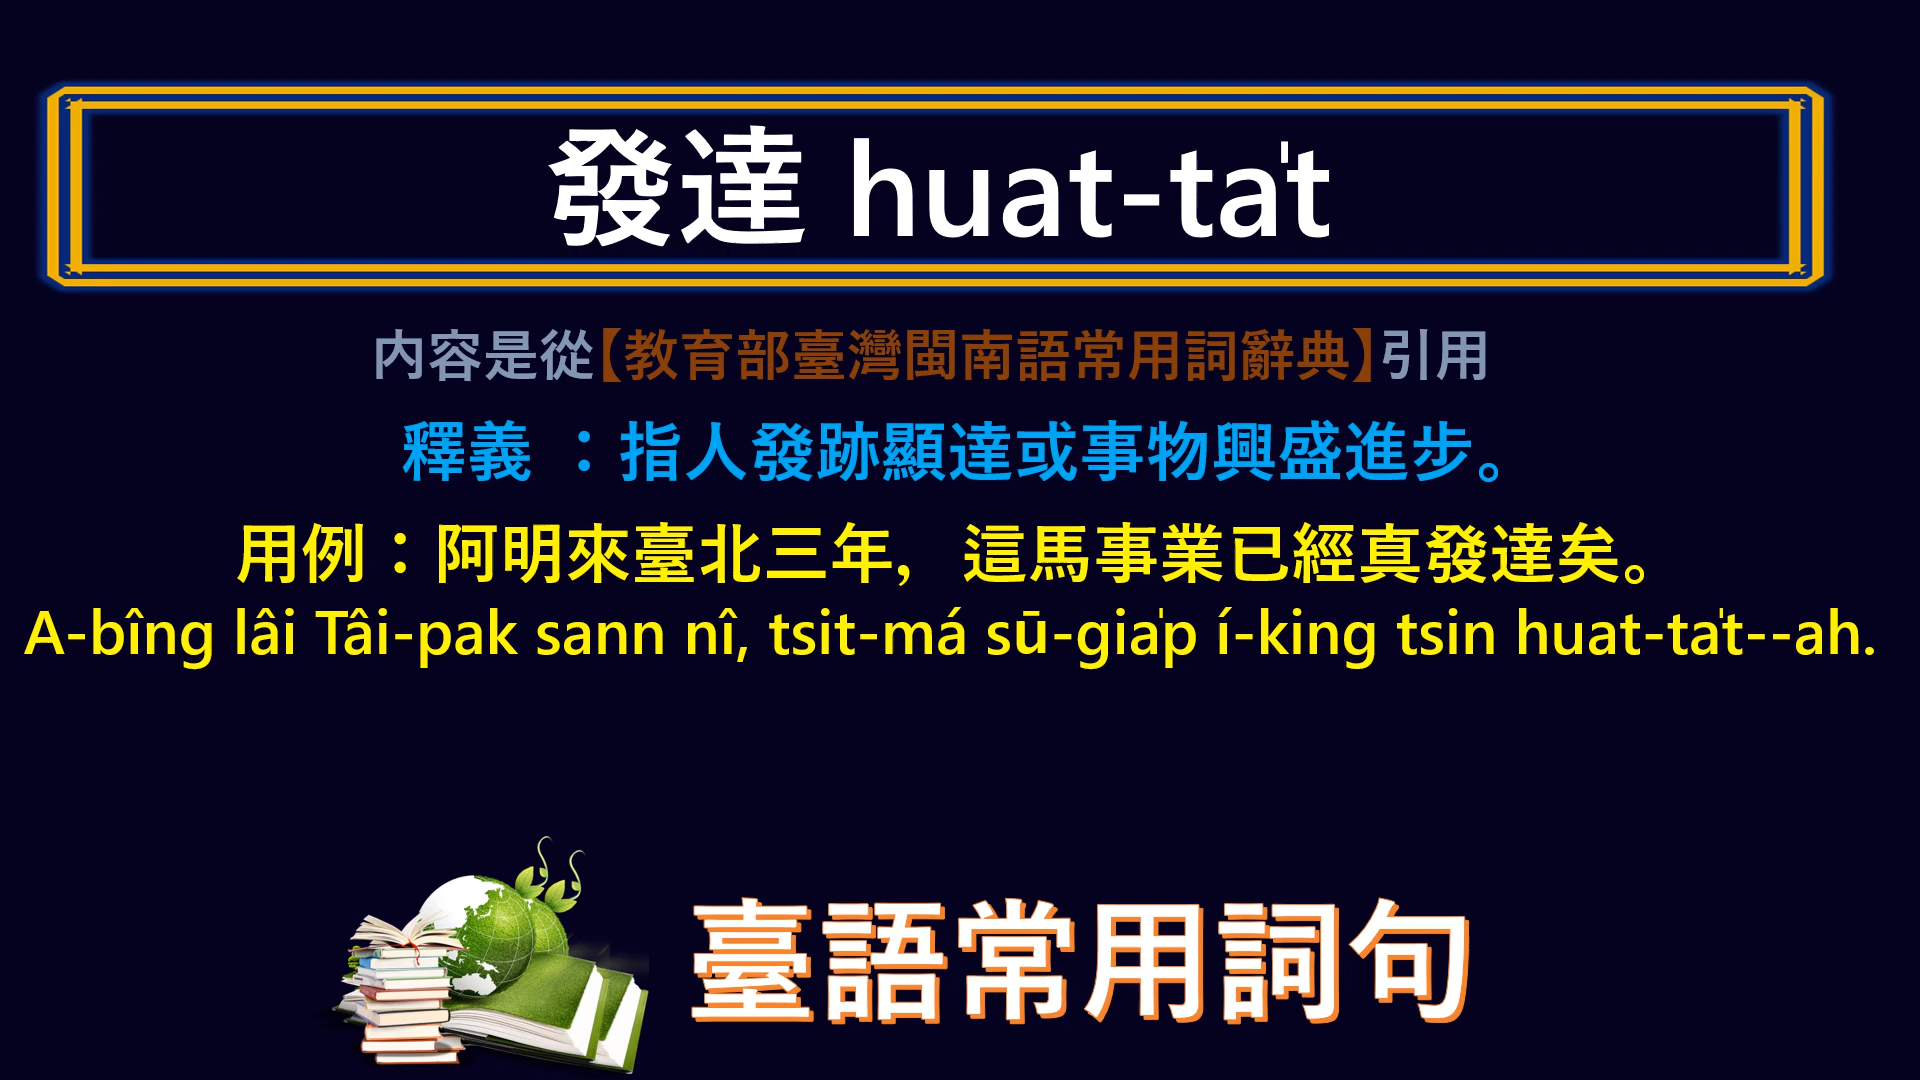 發達 huat-ta̍t
內容是從【教育部臺灣閩南語常用詞辭典】引用
釋義 ：指人發跡顯達或事物興盛進步。
用例：阿明來臺北三年，這馬事業已經真發達矣。
A-bîng lâi Tâi-pak sann nî, tsit-má sū-gia̍p í-king tsin huat-ta̍t--ah.
臺語常用詞句